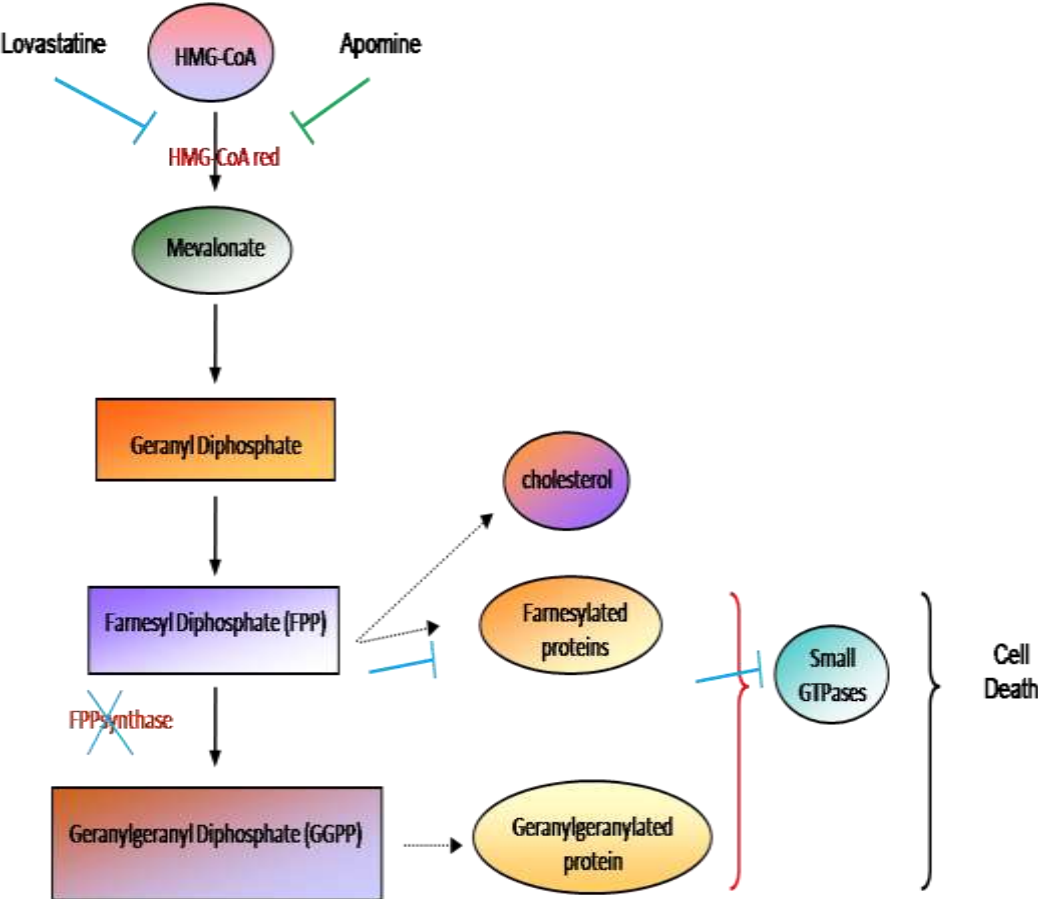 Lovastatine
HMG-CoA
Apomine
HMG-CoA red
Mevalonate
Geranyl Diphosphate
cholesterol
Farnesyl Diphosphate (FPP)
Farnesylated
proteins
Small
GTPases
Cell
Death
FPPsynthase
Geranylgeranyl Diphosphate (GGPP)
Geranylgeranylated
protein